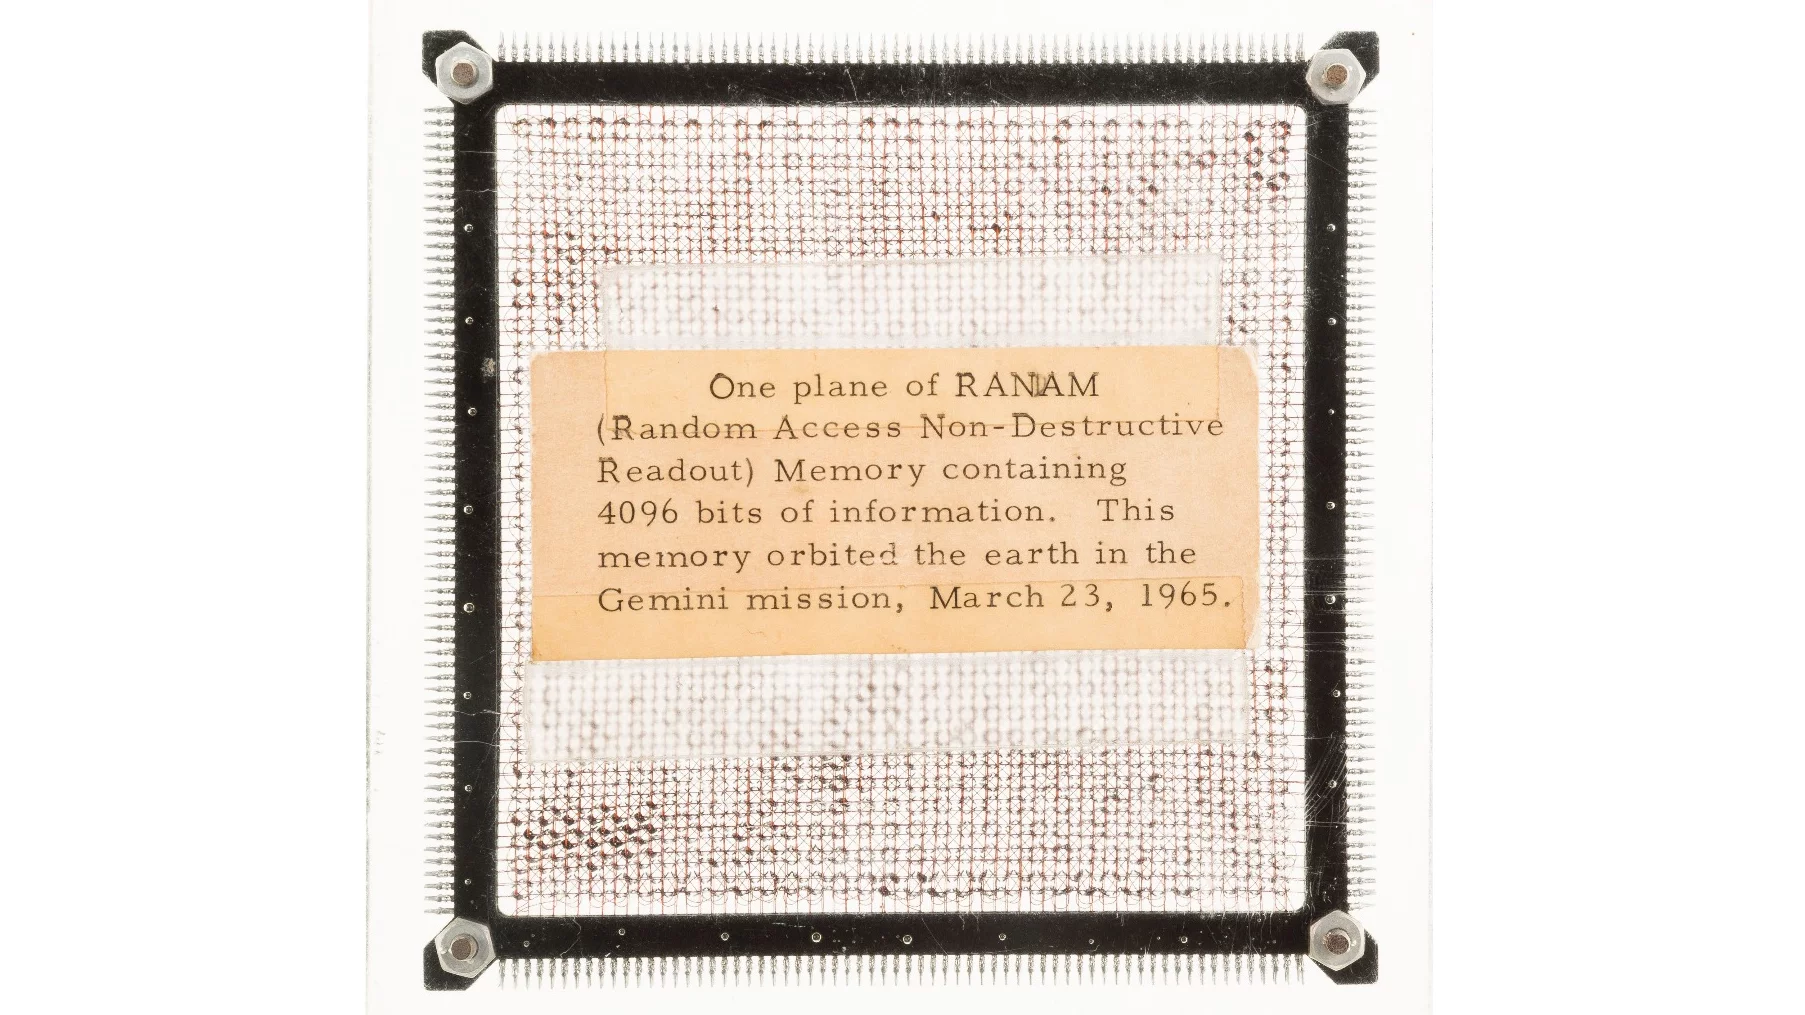 One plane of RANAM
(Random Access Non-Destructive
Readout) Memory containing
4096 bits of information. This
memory orbited the earth in the
Gemini mission, March 23, 1965.